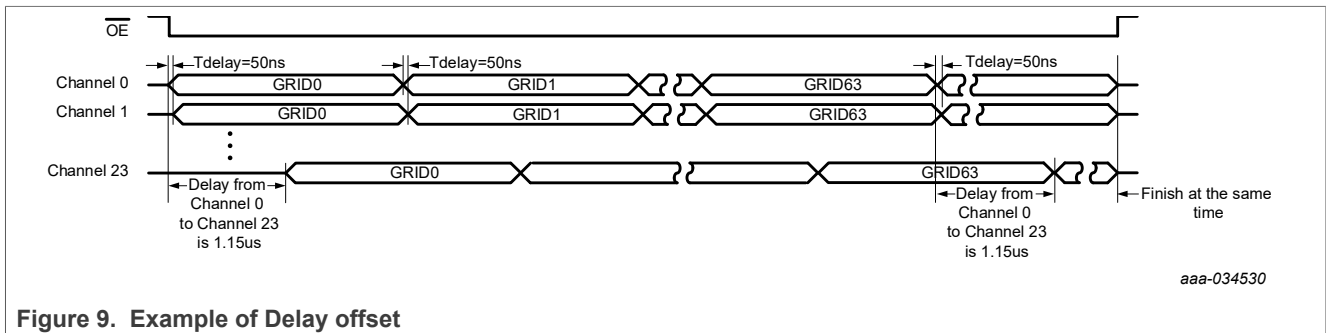 OE
Tdelay=50ns Tdelay=50ns Tdelay=50ns
Channel 0 GRID0 GRID1 GRID63
Channel 1 GRID0 GRID1 GRID63
Channel 23 GRID0 GRID63
Delay from
Channel 0
to Channel 23
is 1.15us
Delay from
Channel 0
to Channel 23
is 1.15us
Finish at the same
time
aaa-034530
Figure 9. Example of Delay offset